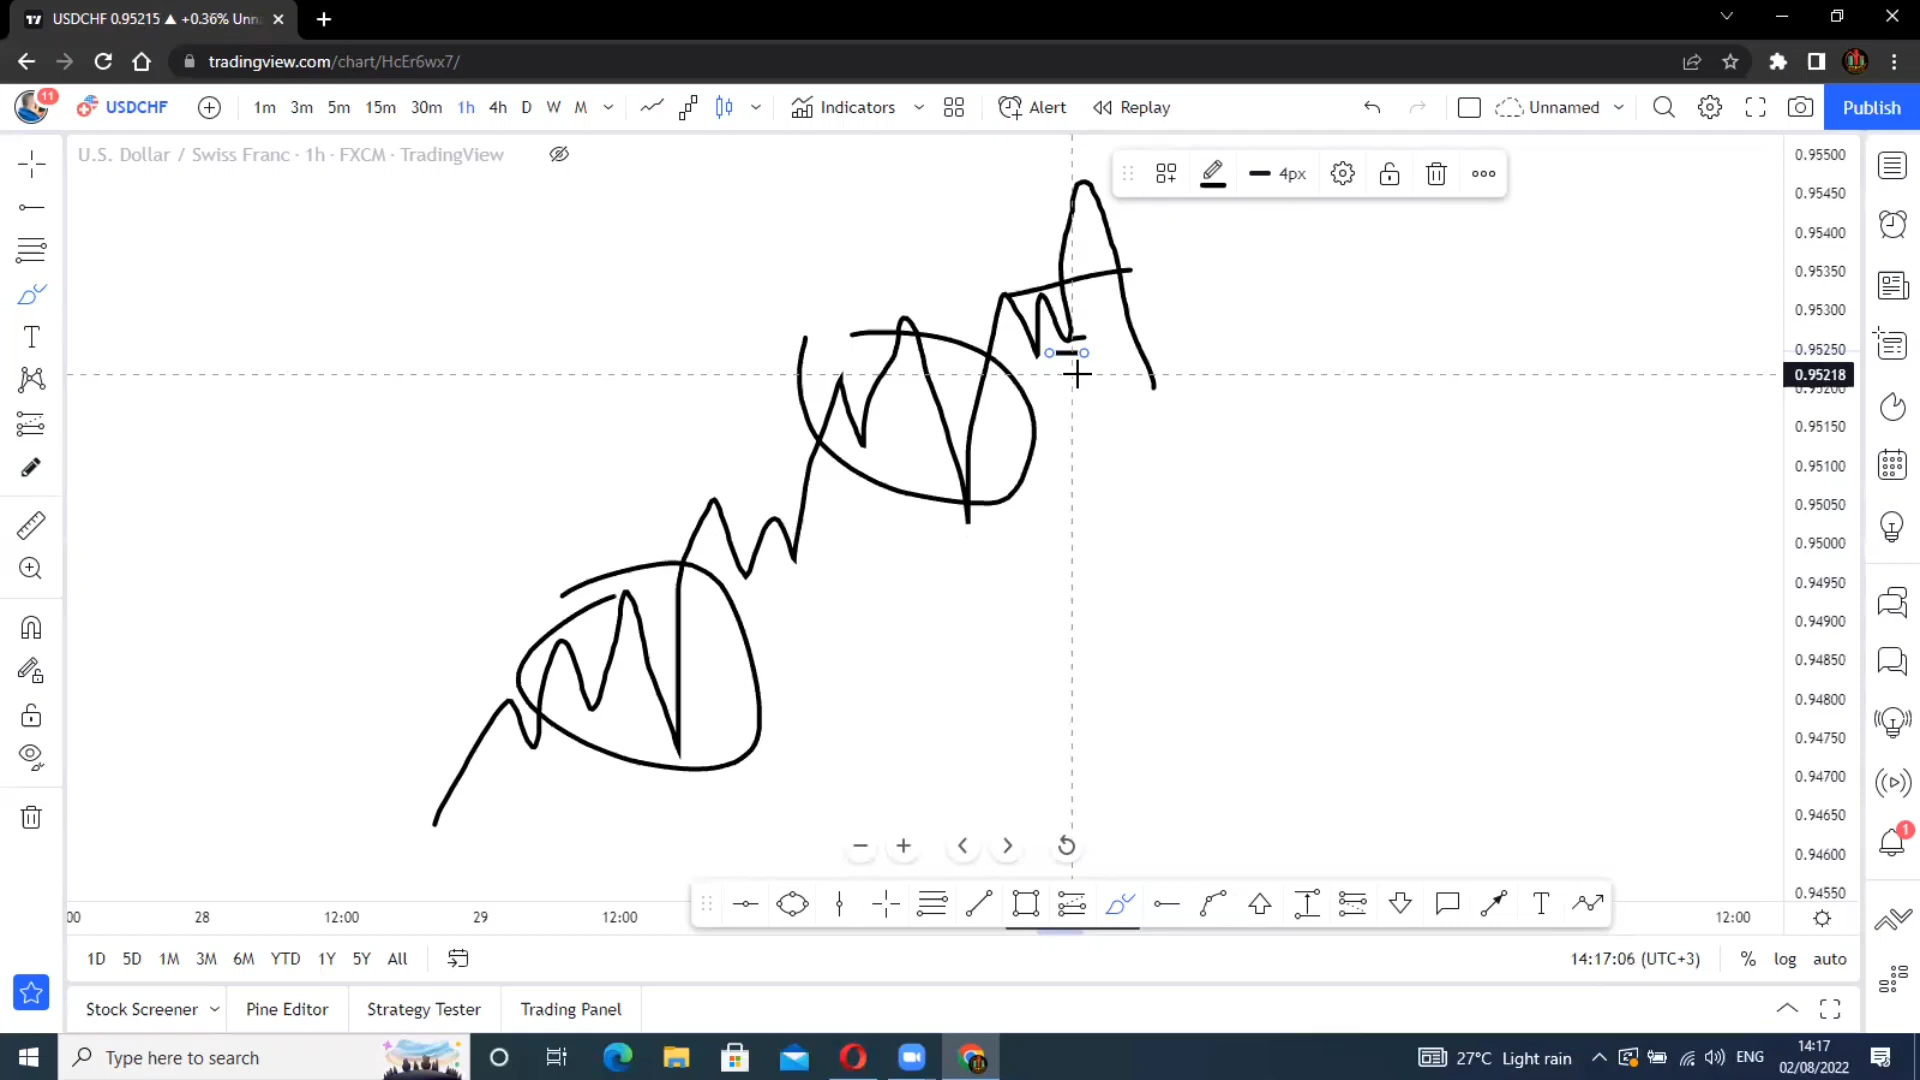 USDCHF 0.95215 ▲ +0.36% Unn
tradingview.com/chart/HcEr6wx7/
11
USDCHF
1m 3m 5m 15m 30m 1h 4h D W M
Indicators
Alert
Replay
Unnamed
Publish
U.S. Dollar / Swiss Franc · 1h · FXCM · TradingView
4px
0.95500
0.95450
0.95400
0.95350
0.95300
0.95250
0.95218
0.95200
0.95150
0.95100
0.95050
0.95000
0.94950
0.94900
0.94850
0.94800
0.94750
0.94700
0.94650
0.94600
0.94550
1
00 28 12:00 29 12:00 12:00
1D 5D 1M 3M 6M YTD 1Y 5Y All
14:17:06 (UTC+3) % log auto
Stock Screener Pine Editor Strategy Tester Trading Panel
Type here to search
27°C Light rain
ENG
14:17
02/08/2022